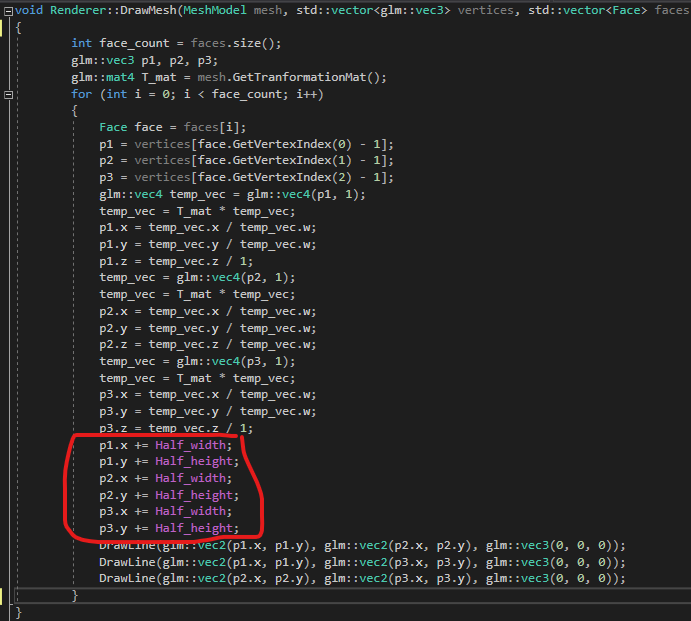 void Renderer::DrawMesh(MeshModel mesh, std::vector<glm::vec3> vertices, std::vector<Face> faces
{
int face_count = faces.size();
glm::vec3 p1, p2, p3;
glm::mat4 T_mat = mesh.GetTranformationMat();
for (int i = 0; i < face_count; i++)
{
Face face = faces[i];
p1 = vertices[face.GetVertexIndex(0) - 1];
p2 = vertices[face.GetVertexIndex(1) - 1];
p3 = vertices[face.GetVertexIndex(2) - 1];
glm::vec4 temp_vec = glm::vec4(p1, 1);
temp_vec = T_mat * temp_vec;
p1.x = temp_vec.x / temp_vec.w;
p1.y = temp_vec.y / temp_vec.w;
p1.z = temp_vec.z / 1;
temp_vec = glm::vec4(p2, 1);
temp_vec = T_mat * temp_vec;
p2.x = temp_vec.x / temp_vec.w;
p2.y = temp_vec.y / temp_vec.w;
p2.z = temp_vec.z / temp_vec.w;
temp_vec = glm::vec4(p3, 1);
temp_vec = T_mat * temp_vec;
p3.x = temp_vec.x / temp_vec.w;
p3.y = temp_vec.y / temp_vec.w;
p3.z = temp_vec.z / 1;
p1.x += Half_width;
p1.y += Half_height;
p2.x += Half_width;
p2.y += Half_height;
p3.x += Half_width;
p3.y += Half_height;
DrawLine(glm::vec2(p1.x, p1.y), glm::vec2(p2.x, p2.y), glm::vec3(0, 0, 0));
DrawLine(glm::vec2(p1.x, p1.y), glm::vec2(p3.x, p3.y), glm::vec3(0, 0, 0));
DrawLine(glm::vec2(p2.x, p2.y), glm::vec2(p3.x, p3.y), glm::vec3(0, 0, 0));
}
}